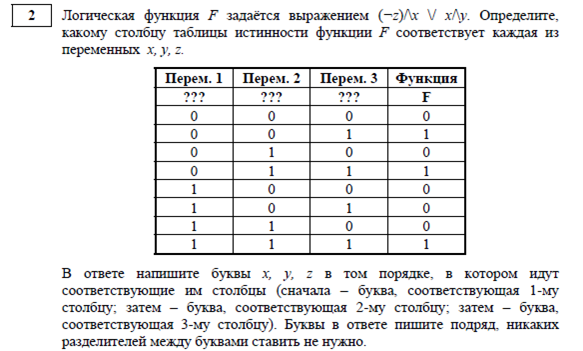 2 Логическая функция F задаётся выражением (¬z)/\x \/ x/\y. Определите,
какому столбцу таблицы истинности функции F соответствует каждая из
переменных x, y, z.
Перем. 1 Перем. 2 Перем. 3 Функция
??? ??? ??? F
0 0 0 0
0 0 1 1
0 1 0 0
0 1 1 1
1 0 0 0
1 0 1 0
1 1 0 0
1 1 1 1
В ответе напишите буквы x, y, z в том порядке, в котором идут
соответствующие им столбцы (сначала – буква, соответствующая 1-му
столбцу; затем – буква, соответствующая 2-му столбцу; затем – буква,
соответствующая 3-му столбцу). Буквы в ответе пишите подряд, никаких
разделителей между буквами ставить не нужно.